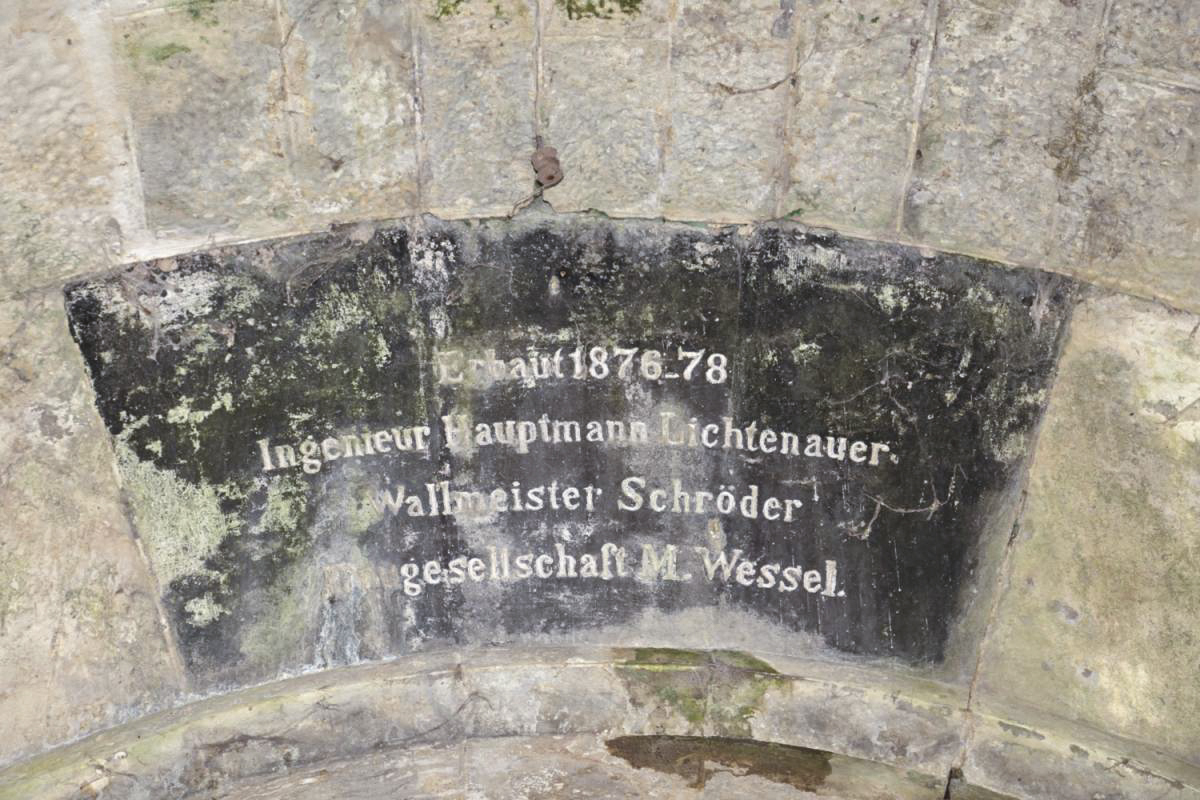 Erbaut 1876-78
Ingenieur Hauptmann Lichtenauer.
Wallmeister Schröder
gesellschaft M. Wessel.